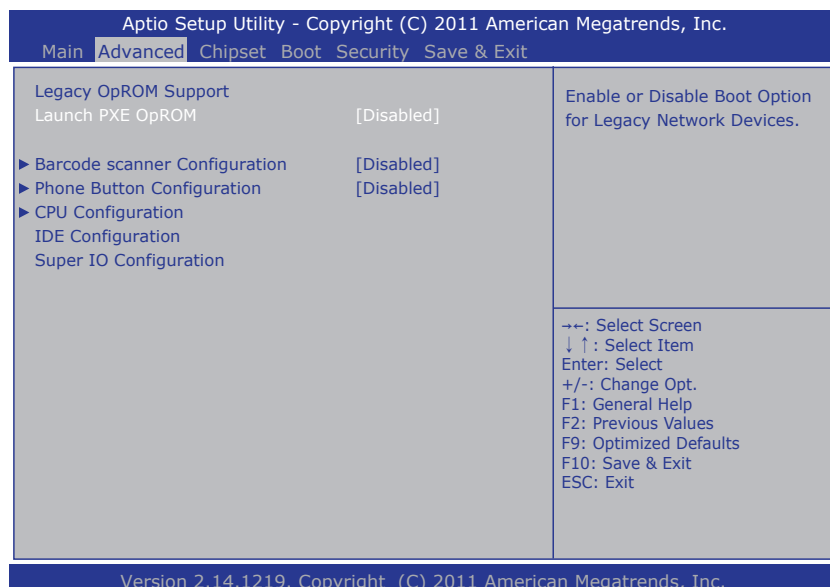 Aptio Setup Utility - Copyright (C) 2011 American Megatrends, Inc.
Main Advanced Chipset Boot Security Save & Exit
Legacy OpROM Support
Launch PXE OpROM [Disabled]
► Barcode scanner Configuration [Disabled]
► Phone Button Configuration [Disabled]
► CPU Configuration
IDE Configuration
Super IO Configuration
Enable or Disable Boot Option
for Legacy Network Devices.
→←: Select Screen
↓↑: Select Item
Enter: Select
+/-: Change Opt.
F1: General Help
F2: Previous Values
F9: Optimized Defaults
F10: Save & Exit
ESC: Exit
Version 2.14.1219. Copyright (C) 2011 American Megatrends, Inc.